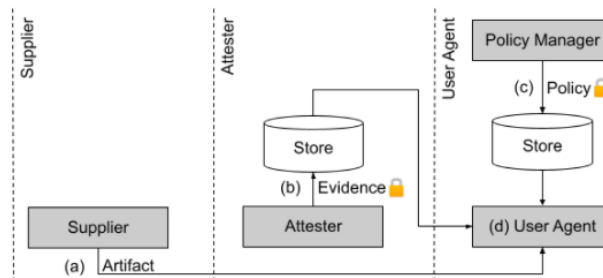 Supplier
Attester
User Agent
Policy Manager
(c) Policy
Store
Store
(b) Evidence
Supplier
Attester
(d) User Agent
(a) Artifact